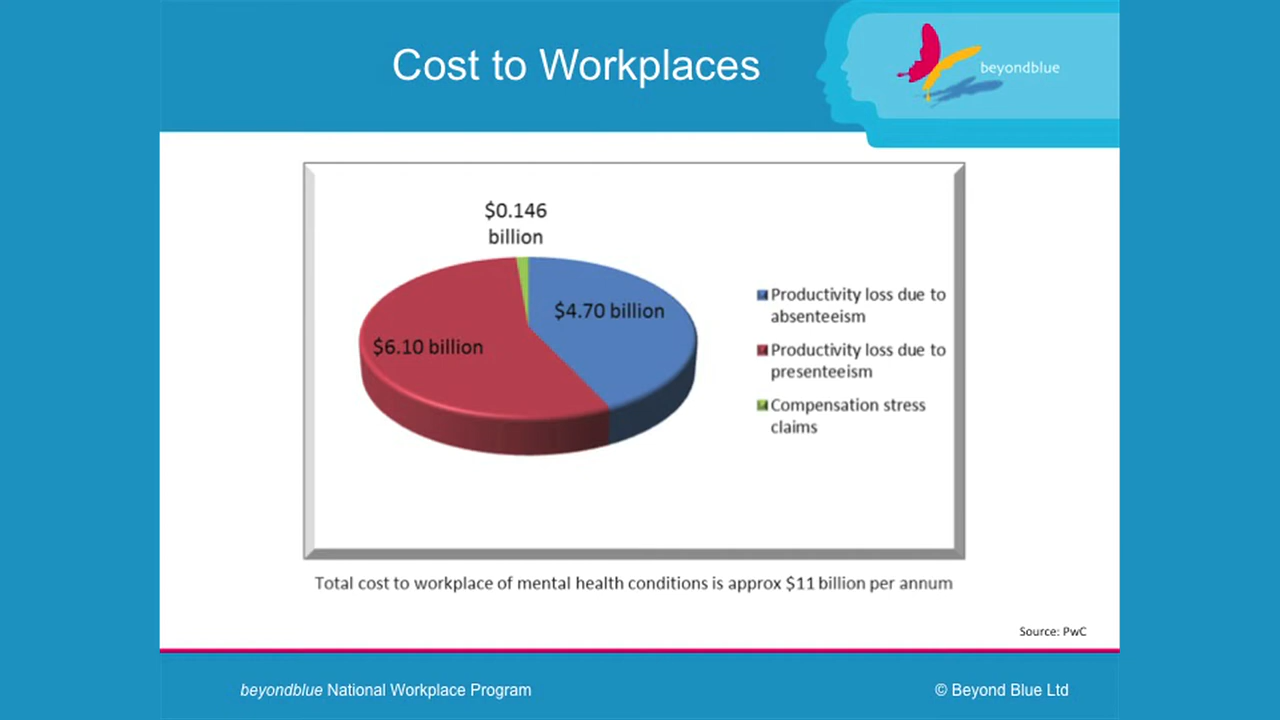 Cost to Workplaces
beyondblue
$0.146
billion
$4.70 billion
$6.10 billion
Productivity loss due to
absenteeism
Productivity loss due to
presenteeism
Compensation stress
claims
Total cost to workplace of mental health conditions is approx $11 billion per annum
Source: PwC
beyondblue National Workplace Program
© Beyond Blue Ltd